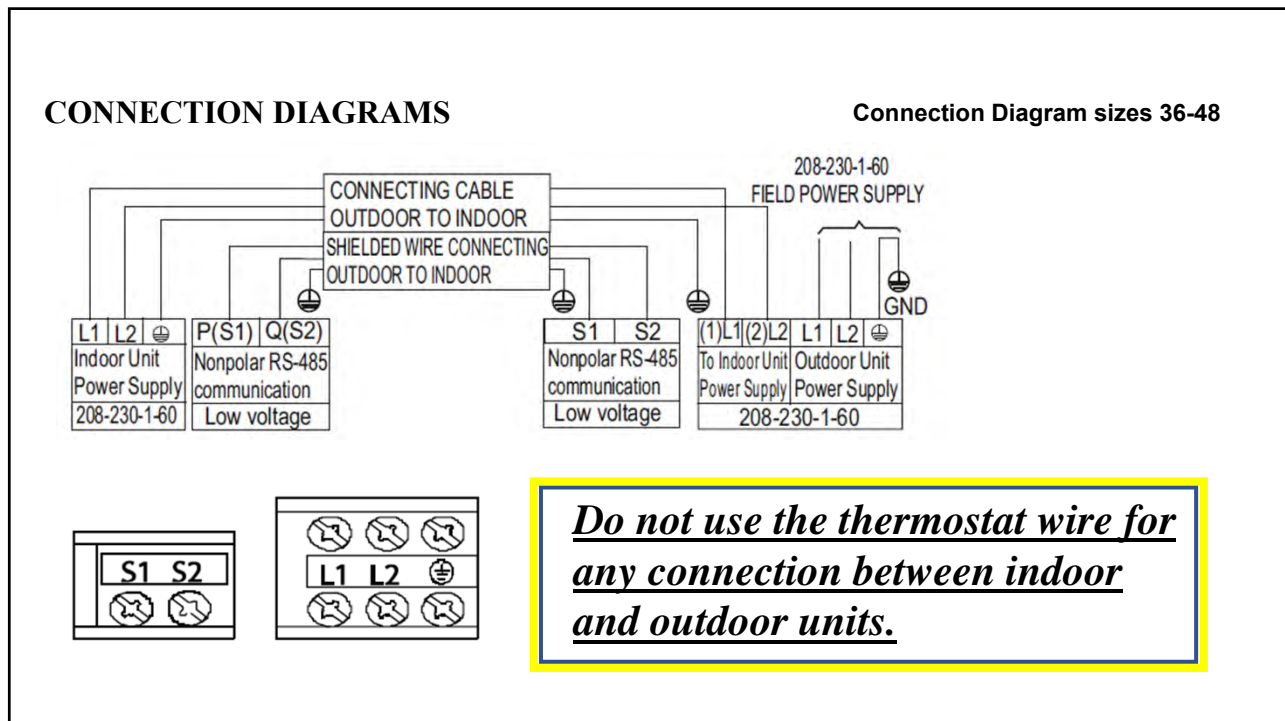 CONNECTION DIAGRAMS
Connection Diagram sizes 36-48
208-230-1-60
FIELD POWER SUPPLY
CONNECTING CABLE
OUTDOOR TO INDOOR
SHIELDED WIRE CONNECTING
OUTDOOR TO INDOOR
GND
L1 L2
Indoor Unit
Power Supply
208-230-1-60
P(S1) Q(S2)
Nonpolar RS-485
communication
Low voltage
S1 S2
Nonpolar RS-485
communication
Low voltage
(1)L1 (2)L2 L1 L2
To Indoor Unit
Power Supply
Outdoor Unit
Power Supply
208-230-1-60
S1 S2
L1 L2
Do not use the thermostat wire for
any connection between indoor
and outdoor units.